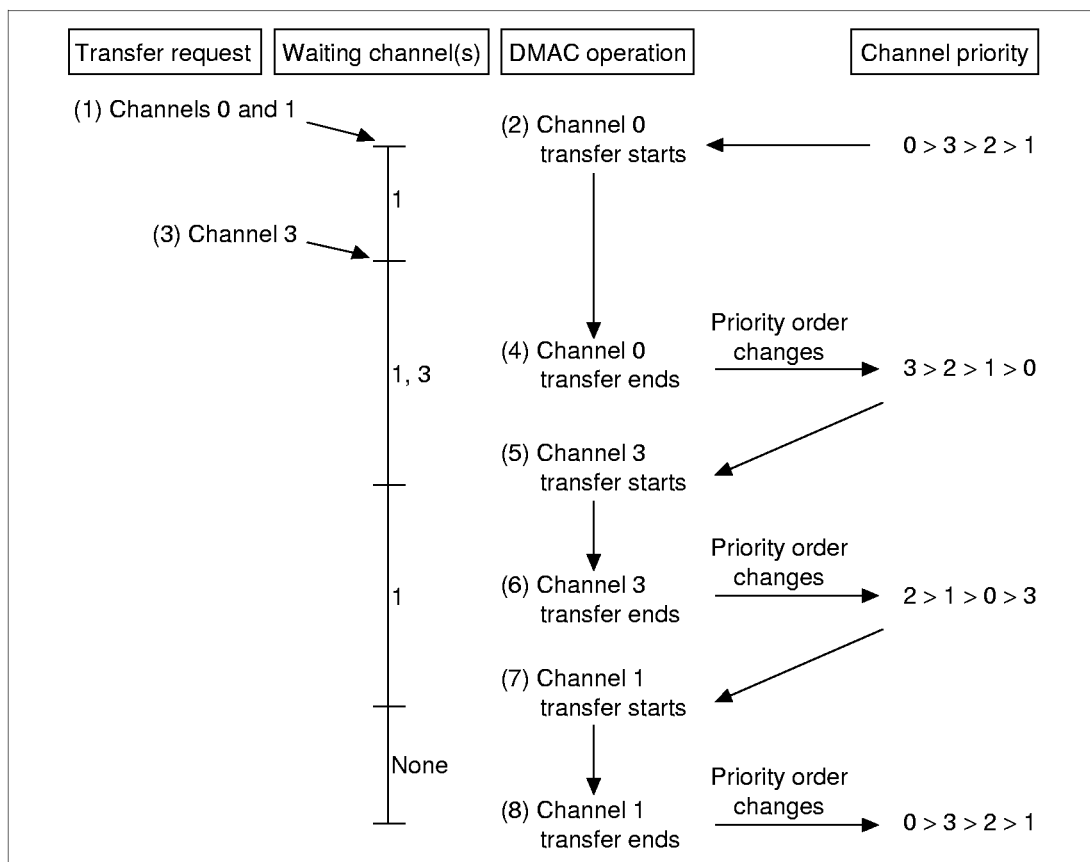 Transfer request
Waiting channel(s)
DMAC operation
Channel priority
(1) Channels 0 and 1
(2) Channel 0
transfer starts
0 > 3 > 2 > 1
1
(3) Channel 3
1, 3
(4) Channel 0
transfer ends
Priority order
changes
3 > 2 > 1 > 0
(5) Channel 3
transfer starts
1
(6) Channel 3
transfer ends
Priority order
changes
2 > 1 > 0 > 3
(7) Channel 1
transfer starts
None
(8) Channel 1
transfer ends
Priority order
changes
0 > 3 > 2 > 1